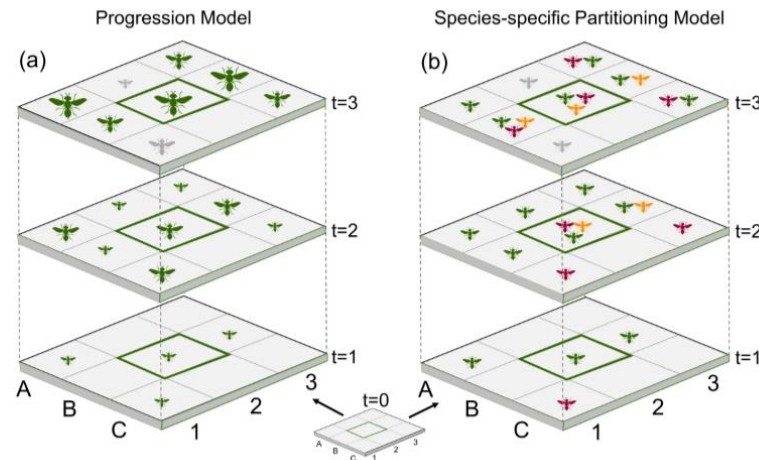 Progression Model
Species-specific Partitioning Model
(a)
(b)
t=3
t=3
t=2
t=2
t=1
t=1
A
B
C
1
2
3
t=0
A
B
C
1
2
3
A
B
C
1
2
3